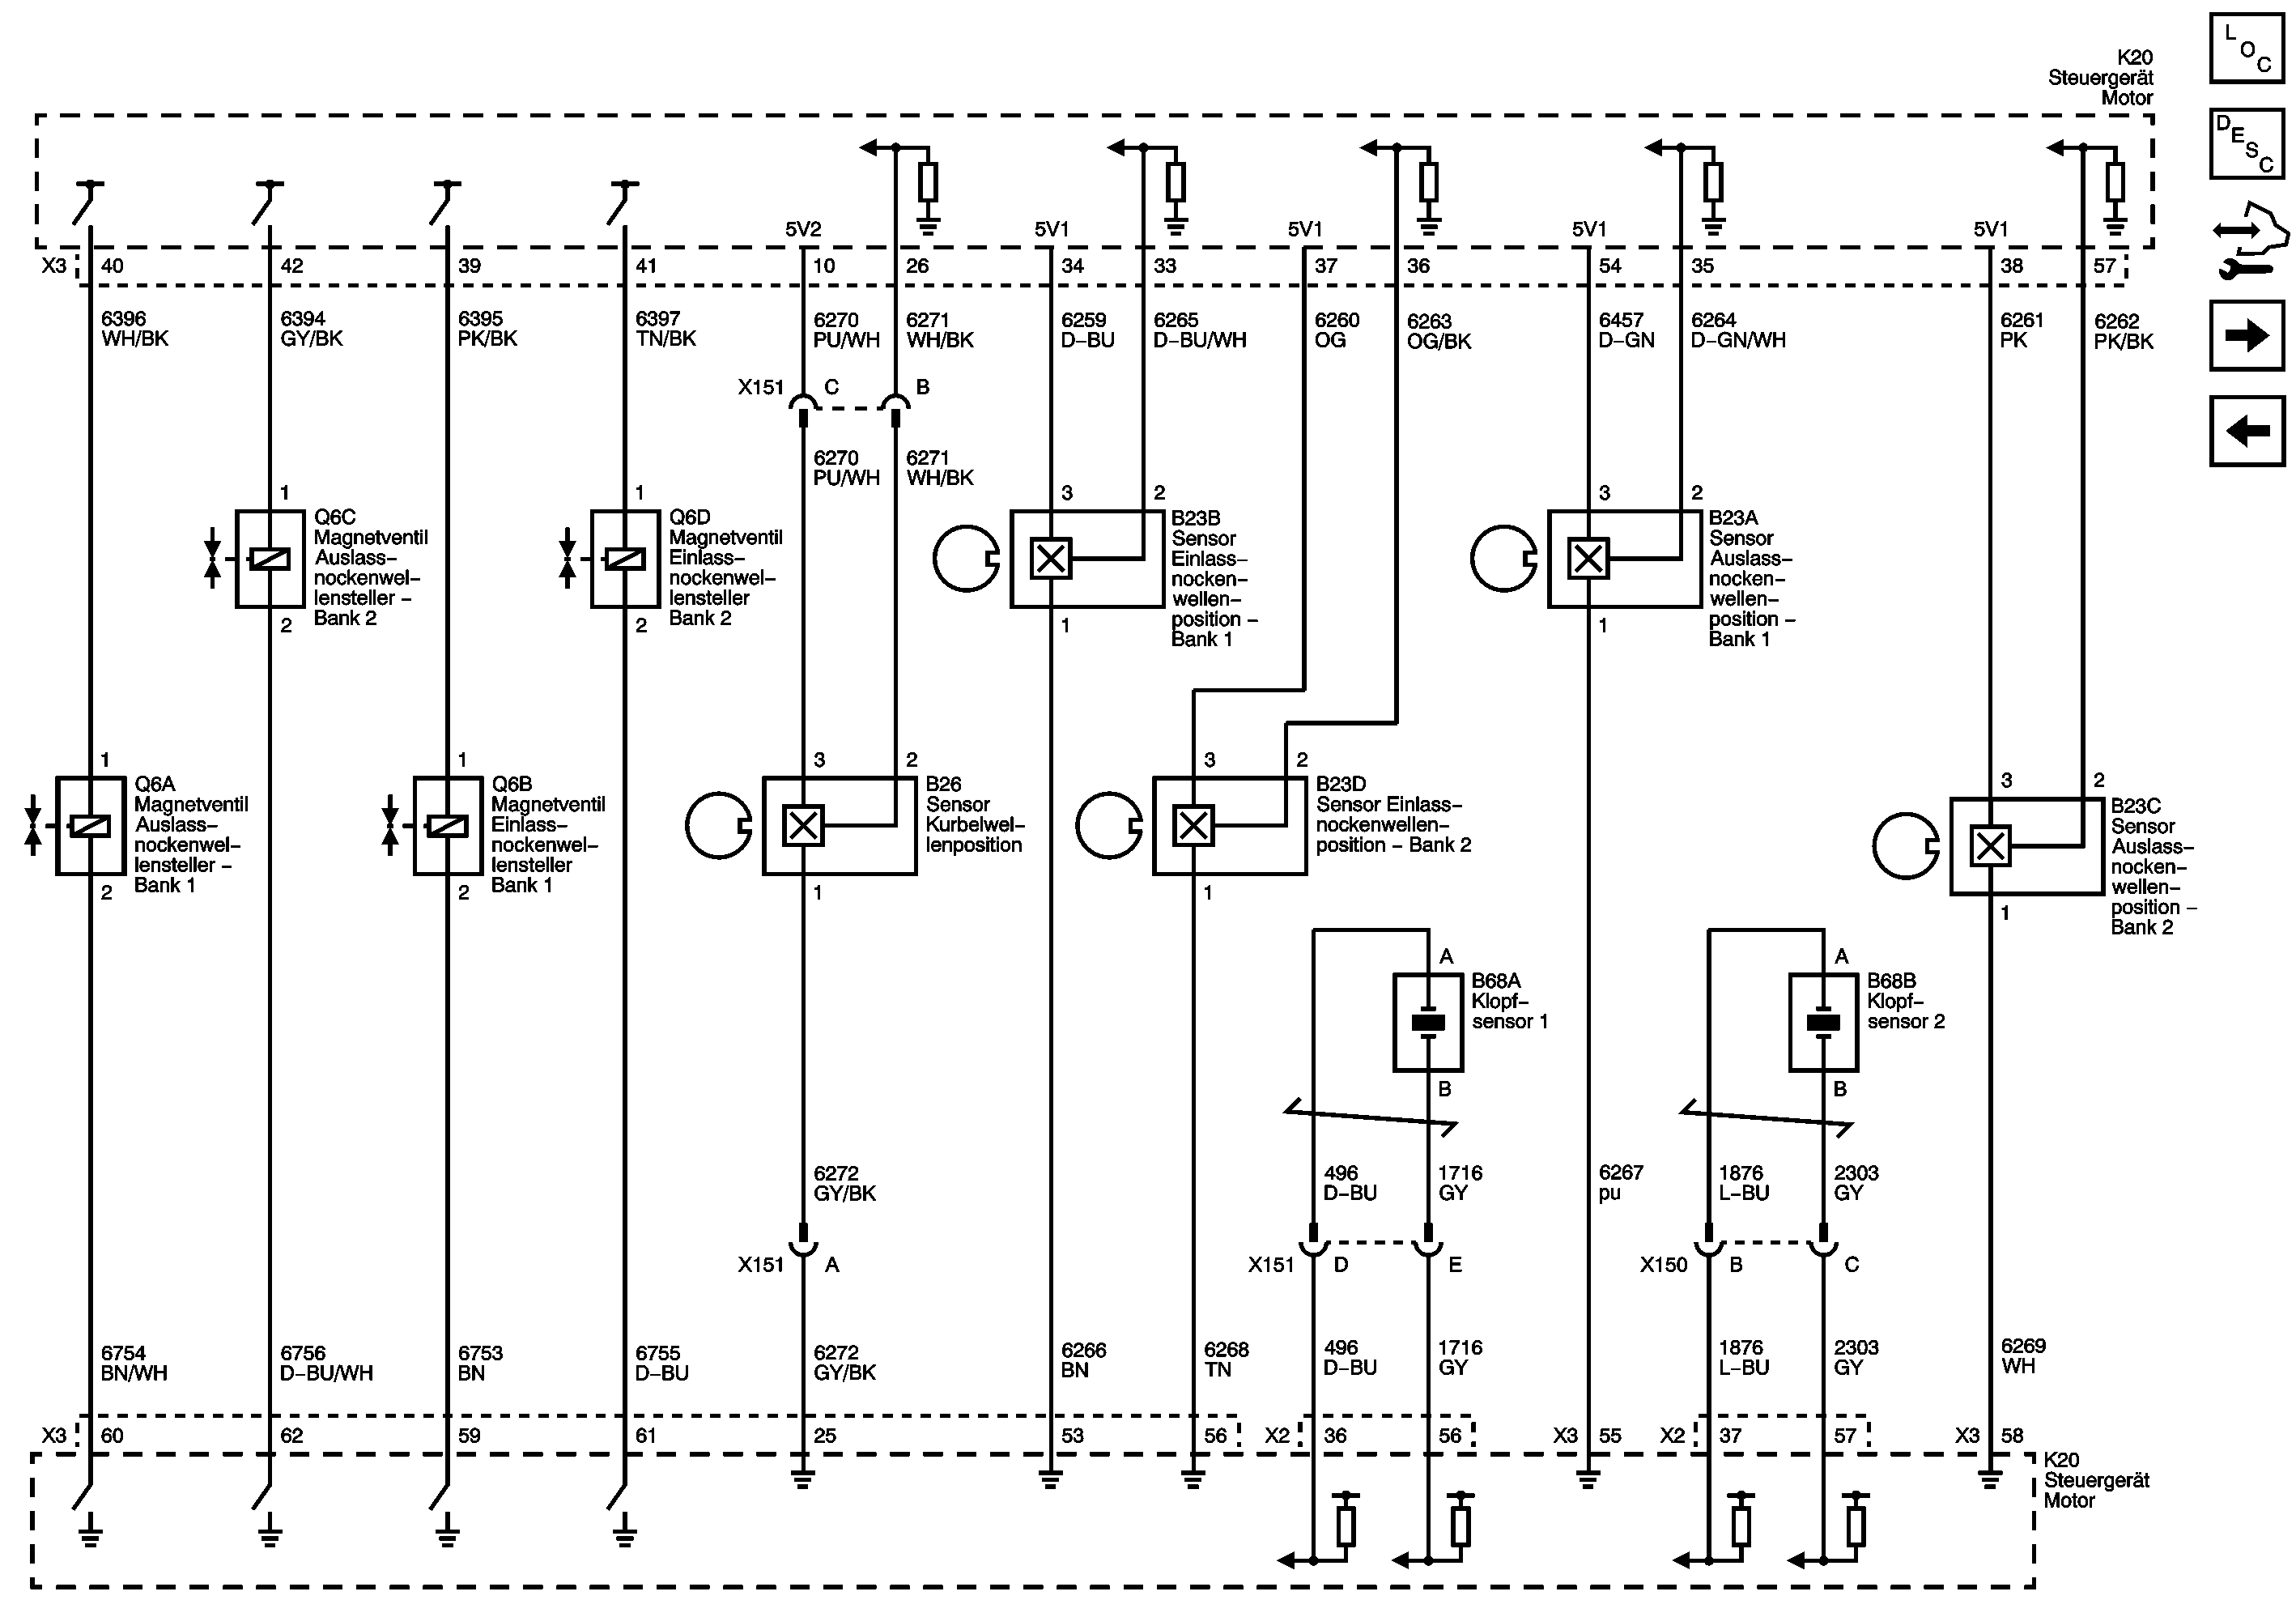 L
O
C
K20
Steuergerät
Motor
D
E
S
C
5V2
5V1
5V1
5V1
5V1
X3
40
42
39
41
10
26
34
33
37
36
54
35
38
57
6396
WH/BK
6394
GY/BK
6395
PK/BK
6397
TN/BK
6270
PU/WH
6271
WH/BK
6259
D-BU
6265
D-BU/WH
6260
OG
6263
OG/BK
6457
D-GN
6264
D-GN/WH
6261
PK
6262
PK/BK
X151
C
B
6270
PU/WH
6271
WH/BK
1
Q6C
Magnetventil
Auslass-
nockenwel-
lensteller -
Bank 2
2
1
Q6D
Magnetventil
Einlass-
nockenwel-
lensteller
Bank 2
2
3
2
B23B
Sensor
Einlass-
nocken-
wellen-
position -
Bank 1
1
3
2
B23A
Sensor
Auslass-
nocken-
wellen-
position -
Bank 1
1
1
Q6A
Magnetventil
Auslass-
nockenwel-
lensteller -
Bank 1
2
1
Q6B
Magnetventil
Einlass-
nockenwel-
lensteller
Bank 1
2
3
2
B26
Sensor
Kurbelwel-
lenposition
1
3
2
B23D
Sensor Einlass-
nockenwellen-
position - Bank 2
1
3
2
B23C
Sensor
Auslass-
nocken-
wellen-
position -
Bank 2
1
A
B68A
Klopf-
sensor 1
B
A
B68B
Klopf-
sensor 2
B
6272
GY/BK
496
D-BU
1716
GY
6267
pu
1876
L-BU
2303
GY
X151
A
X151
D
E
X150
B
C
6754
BN/WH
6756
D-BU/WH
6753
BN
6755
D-BU
6272
GY/BK
6266
BN
6268
TN
496
D-BU
1716
GY
1876
L-BU
2303
GY
6269
WH
X3
60
62
59
61
25
53
56
X2
36
56
X3
55
X2
37
57
X3
58
K20
Steuergerät
Motor